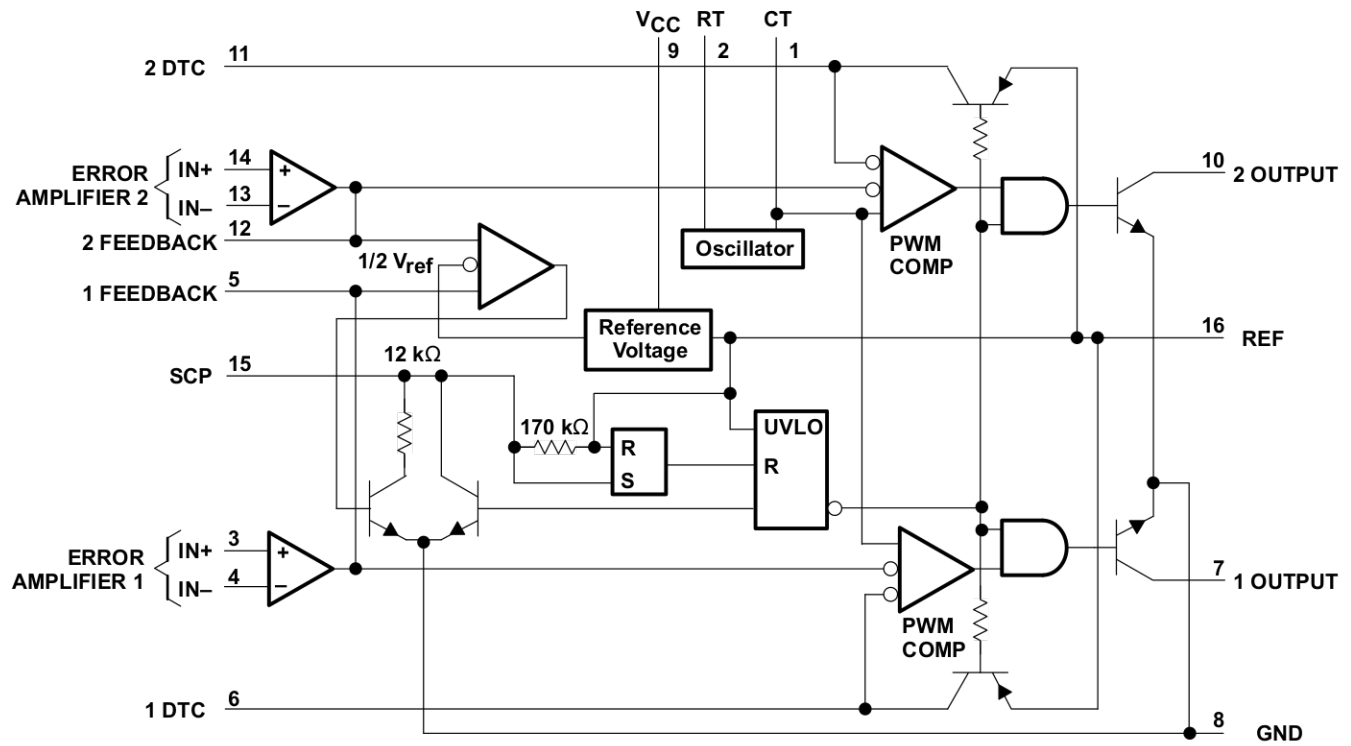 VCC RT CT
9 2 1
11
2 DTC
ERROR
AMPLIFIER 2
IN+
14
+
IN–
13
–
12
2 FEEDBACK
1/2 Vref
5
1 FEEDBACK
Oscillator
PWM
COMP
10
2 OUTPUT
Reference
Voltage
16
REF
15
SCP
12 kΩ
170 kΩ
R
S
UVLO
R
ERROR
AMPLIFIER 1
IN+
3
+
IN–
4
–
PWM
COMP
7
1 OUTPUT
6
1 DTC
8
GND